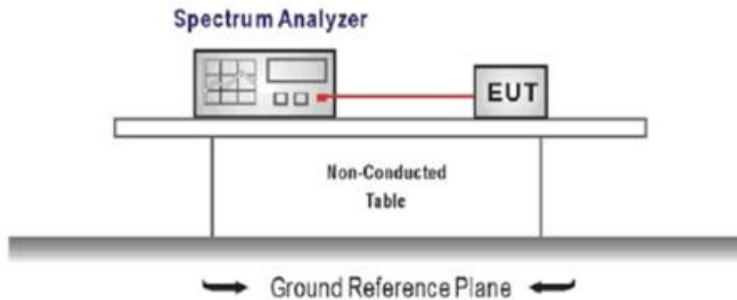 Spectrum Analyzer
EUT
Non-Conducted
Table
Ground Reference Plane